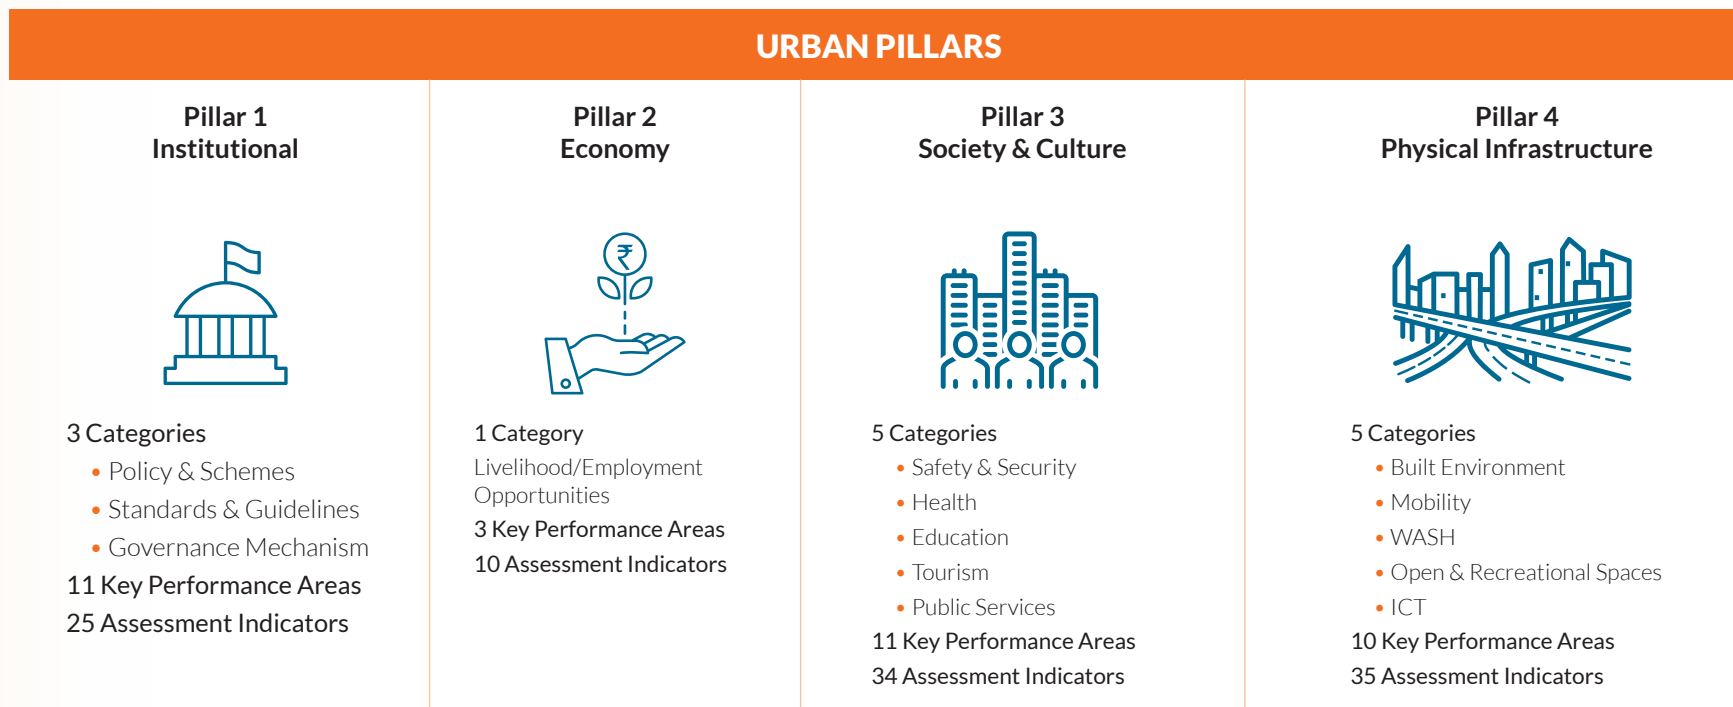 URBAN PILLARS
Pillar 1
Institutional
3 Categories
• Policy & Schemes
• Standards & Guidelines
• Governance Mechanism
11 Key Performance Areas
25 Assessment Indicators
Pillar 2
Economy
₹
1 Category
Livelihood/Employment
Opportunities
3 Key Performance Areas
10 Assessment Indicators
Pillar 3
Society & Culture
5 Categories
• Safety & Security
• Health
• Education
• Tourism
• Public Services
11 Key Performance Areas
34 Assessment Indicators
Pillar 4
Physical Infrastructure
5 Categories
• Built Environment
• Mobility
• WASH
• Open & Recreational Spaces
• ICT
10 Key Performance Areas
35 Assessment Indicators